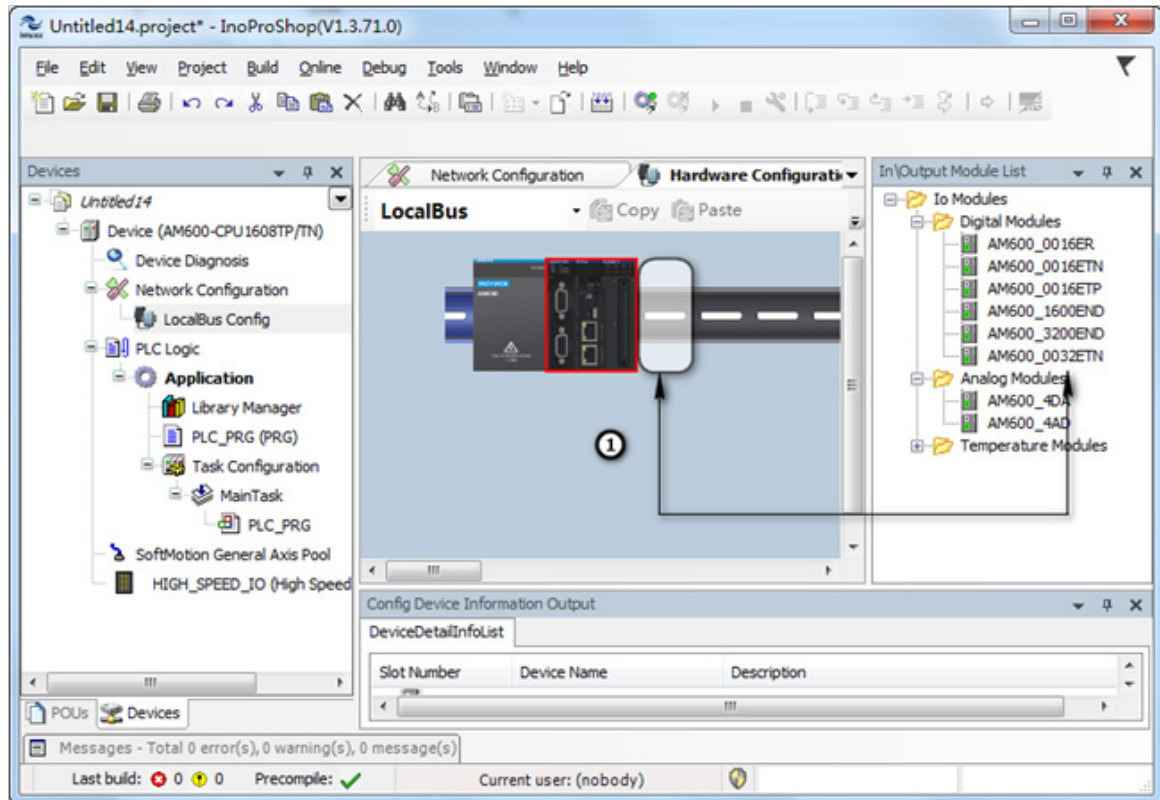 Untitled14.project* - InoProShop(V1.3.71.0)
File Edit View Project Build Online Debug Tools Window Help
Devices
Untitled14
Device (AM600-CPU1608TP/TN)
Device Diagnosis
Network Configuration
LocalBus Config
PLC Logic
Application
Library Manager
PLC_PRG (PRG)
Task Configuration
MainTask
PLC_PRG
SoftMotion General Axis Pool
HIGH_SPEED_IO (High Speed
POUs Devices
Network Configuration Hardware Configurati
LocalBus Copy Paste
1
In\Output Module List
Io Modules
Digital Modules
AM600_0016ER
AM600_0016ETN
AM600_0016ETP
AM600_1600END
AM600_3200END
AM600_0032ETN
Analog Modules
AM600_4DA
AM600_4AD
Temperature Modules
Config Device Information Output
DeviceDetailInfoList
Slot Number Device Name Description
Messages - Total 0 error(s), 0 warning(s), 0 message(s)
Last build: 0 0 Precompile: Current user: (nobody)